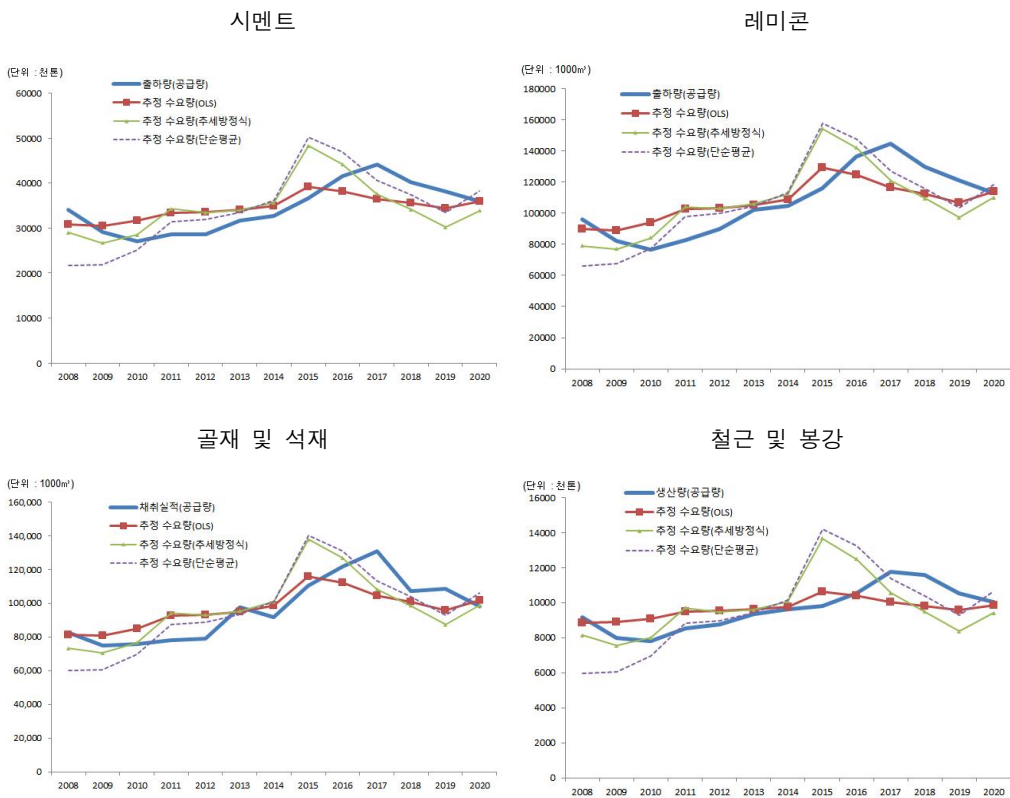 시멘트
(단위 : 천톤)
출하량(공급량)
추정 수요량(OLS)
추정 수요량(추세방정식)
추정 수요량(단순평균)
60000
50000
40000
30000
20000
10000
0
2008 2009 2010 2011 2012 2013 2014 2015 2016 2017 2018 2019 2020
레미콘
(단위 : 1000㎥)
출하량(공급량)
추정 수요량(OLS)
추정 수요량(추세방정식)
추정 수요량(단순평균)
180000
160000
140000
120000
100000
80000
60000
40000
20000
0
2008 2009 2010 2011 2012 2013 2014 2015 2016 2017 2018 2019 2020
골재 및 석재
(단위 : 1000㎥)
채취실적(공급량)
추정 수요량(OLS)
추정 수요량(추세방정식)
추정 수요량(단순평균)
160,000
140,000
120,000
100,000
80,000
60,000
40,000
20,000
0
2008 2009 2010 2011 2012 2013 2014 2015 2016 2017 2018 2019 2020
철근 및 봉강
(단위 : 천톤)
생산량(공급량)
추정 수요량(OLS)
추정 수요량(추세방정식)
추정 수요량(단순평균)
16000
14000
12000
10000
8000
6000
4000
2000
0
2008 2009 2010 2011 2012 2013 2014 2015 2016 2017 2018 2019 2020